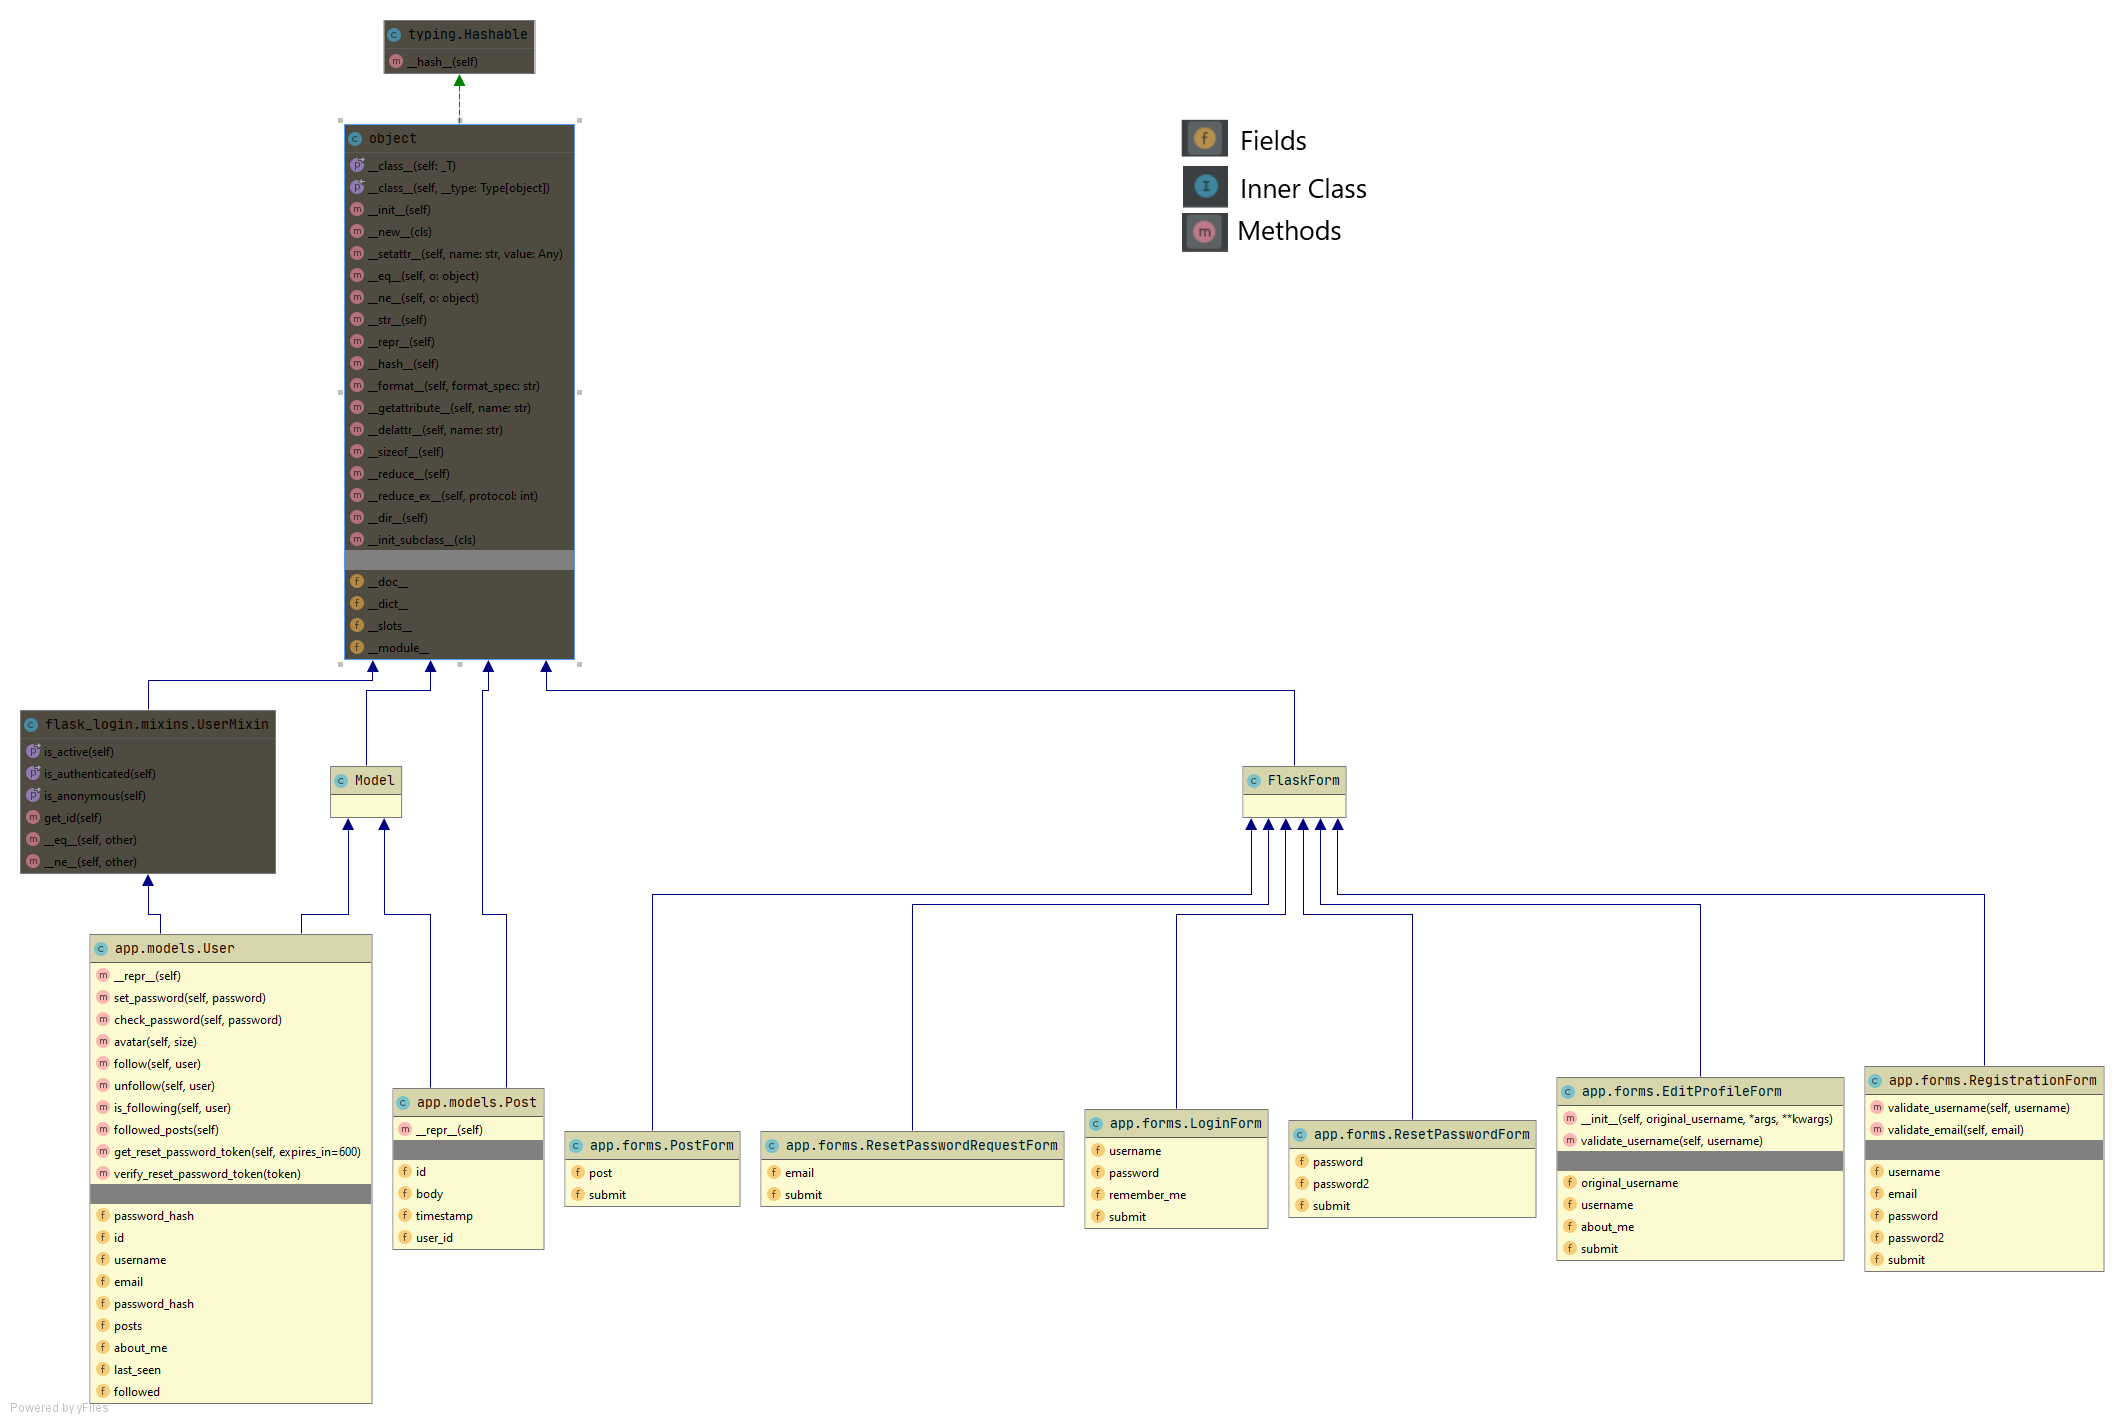 typing.Hashable
__hash__(self)
object
__class__(self: _T)
__class__(self, __type: Type[object])
__init__(self)
__new__(cls)
__setattr__(self, name: str, value: Any)
__eq__(self, o: object)
__ne__(self, o: object)
__str__(self)
__repr__(self)
__hash__(self)
__format__(self, format_spec: str)
__getattribute__(self, name: str)
__delattr__(self, name: str)
__sizeof__(self)
__reduce__(self)
__reduce_ex__(self, protocol: int)
__dir__(self)
__init_subclass__(cls)
__doc__
__dict__
__slots__
__module__
Fields
Inner Class
Methods
flask_login.mixins.UserMixin
is_active(self)
is_authenticated(self)
is_anonymous(self)
get_id(self)
__eq__(self, other)
__ne__(self, other)
Model
FlaskForm
app.models.User
__repr__(self)
set_password(self, password)
check_password(self, password)
avatar(self, size)
follow(self, user)
unfollow(self, user)
is_following(self, user)
followed_posts(self)
get_reset_password_token(self, expires_in=600)
verify_reset_password_token(token)
password_hash
id
username
email
password_hash
posts
about_me
last_seen
followed
app.models.Post
__repr__(self)
id
body
timestamp
user_id
app.forms.PostForm
post
submit
app.forms.ResetPasswordRequestForm
email
submit
app.forms.LoginForm
username
password
remember_me
submit
app.forms.ResetPasswordForm
password
password2
submit
app.forms.EditProfileForm
__init__(self, original_username, *args, **kwargs)
validate_username(self, username)
original_username
username
about_me
submit
app.forms.RegistrationForm
validate_username(self, username)
validate_email(self, email)
username
email
password
password2
submit
Powered by yFiles